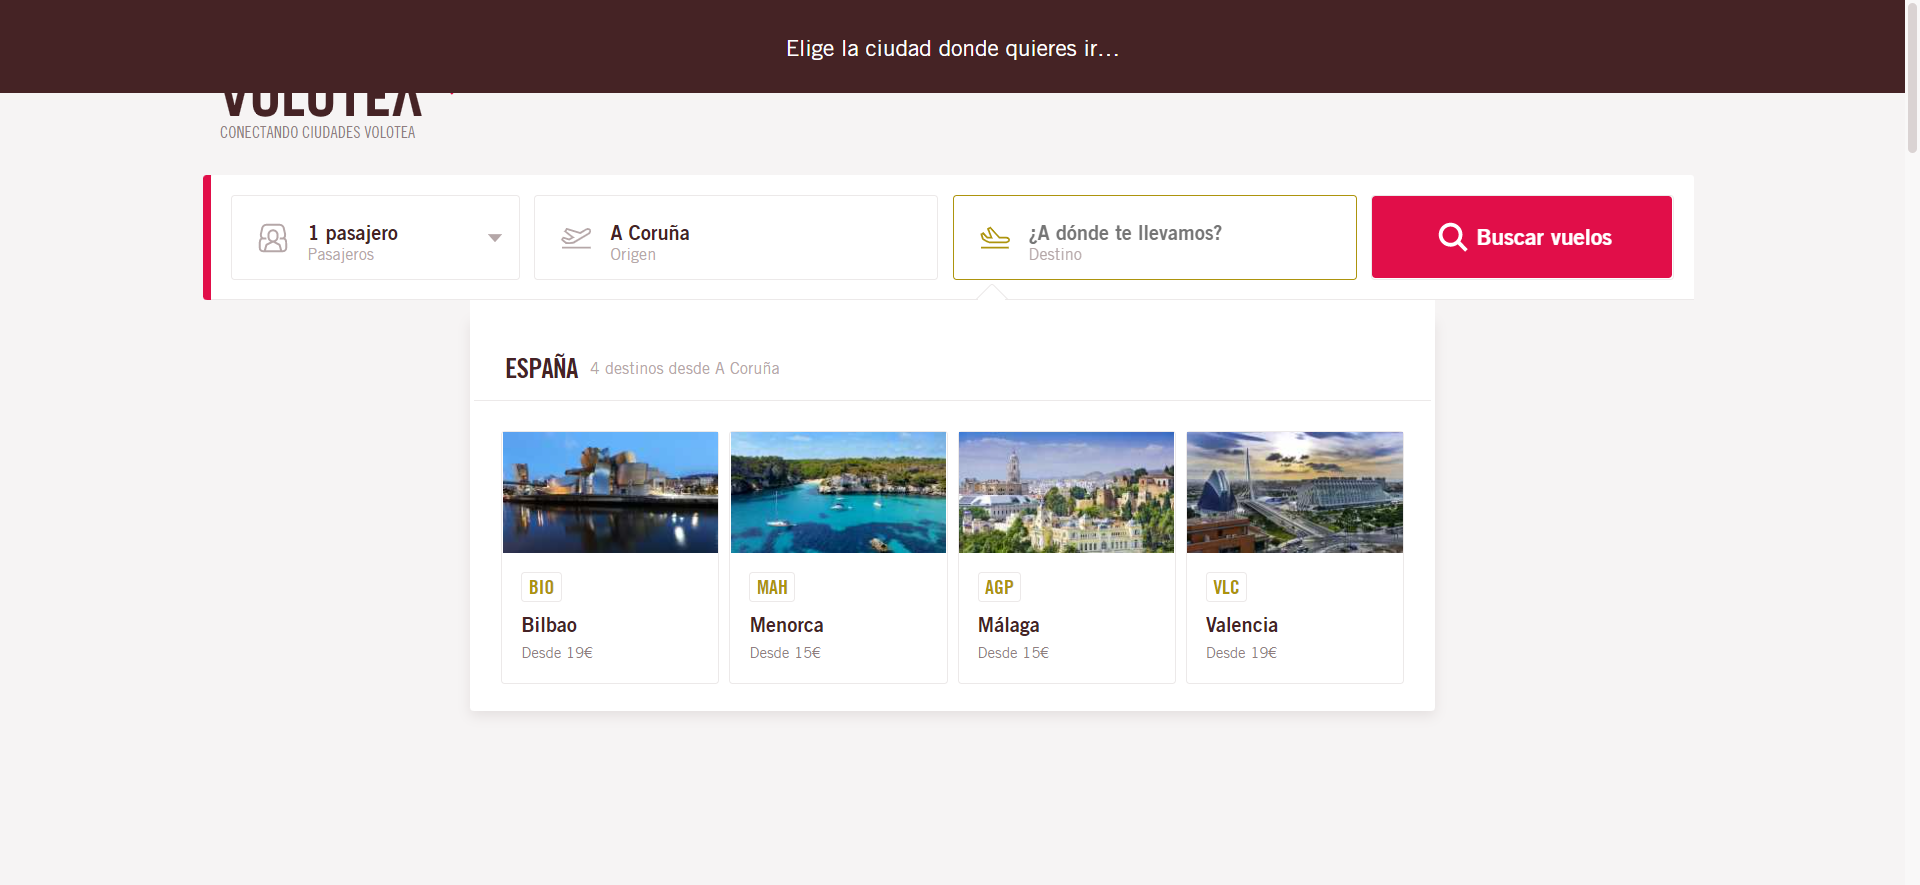 Elige la ciudad donde quieres ir...
VOLOTEA
CONECTANDO CIUDADES VOLOTEA
1 pasajero
Pasajeros
A Coruña
Origen
¿A dónde te llevamos?
Destino
Buscar vuelos
ESPAÑA 4 destinos desde A Coruña
BIO
Bilbao
Desde 19€
MAH
Menorca
Desde 15€
AGP
Málaga
Desde 15€
VLC
Valencia
Desde 19€